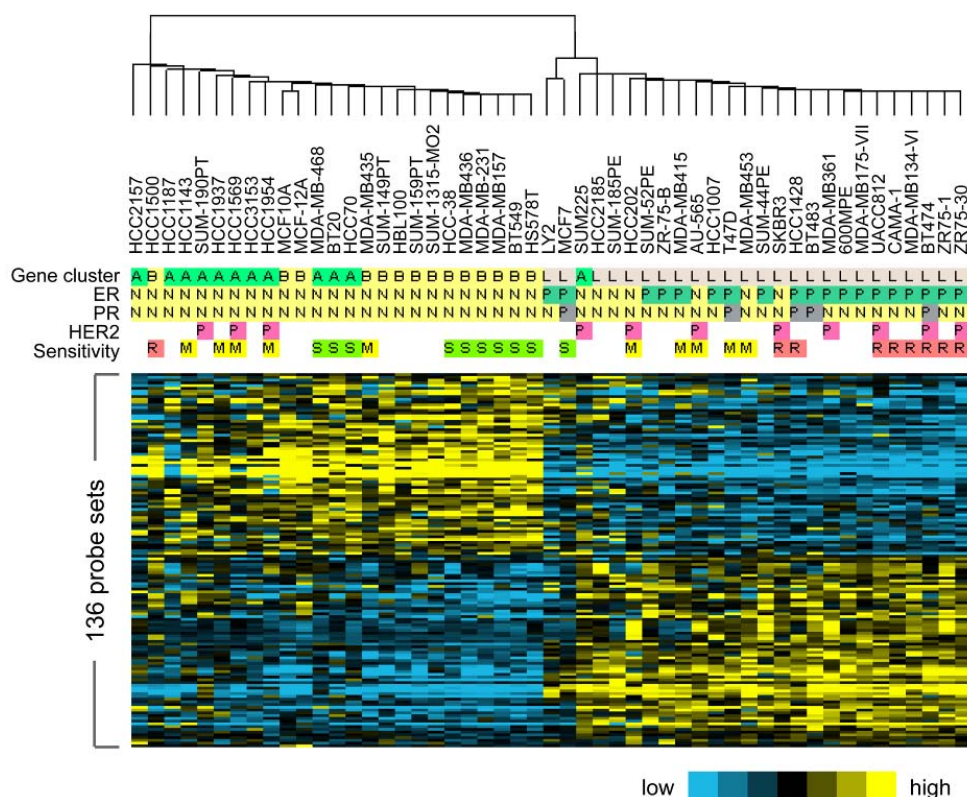 HCC2157
HCC1500
HCC1187
HCC1143
SUM-190PT
HCC1937
HCC1569
HCC3153
HCC1954
MCF10A
MCF-12A
MDA-MB-468
BT20
HCC70
MDA-MB435
SUM-149PT
HBL100
SUM-159PT
SUM-1315-MO2
HCC-38
MDA-MB436
MDA-MB-231
MDA-MB157
BT549
HS578T
LY2
MCF7
SUM225
HCC2185
SUM-185PE
HCC202
SUM-52PE
ZR-75-B
MDA-MB415
AU-565
HCC1007
T47D
MDA-MB453
SUM-44PE
SKBR3
HCC1428
BT483
MDA-MB361
600MPE
MDA-MB175-VII
UACC812
CAMA-1
MDA-MB134-VI
BT474
ZR75-1
ZR75-30
Gene cluster A B A A A A A A A B B A A A B B B B B B B B B B B L L A L L L L L L L L L L L L L L L L L L L L L L L
ER N N N N N N N N N N N N N N N N N N N N N N N N N P P N N N N P P P N P P N P N P P P P P P P P P P P
PR N N N N N N N N N N N N N N N N N N N N N N N N N N P N N N N N N N N N P N N N P P N N N N N N P N N
HER2 P P P P P P P P P P P
Sensitivity R M M M M S S S M S S S S S S S M M M M M R R R R R R R R
136 probe sets
low high